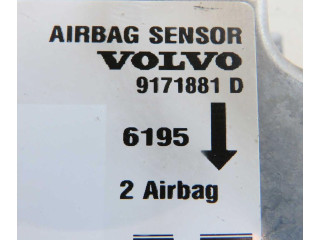 AIRBAG SENSOR
VOLVO
9171881 D
6195
2 Airbag